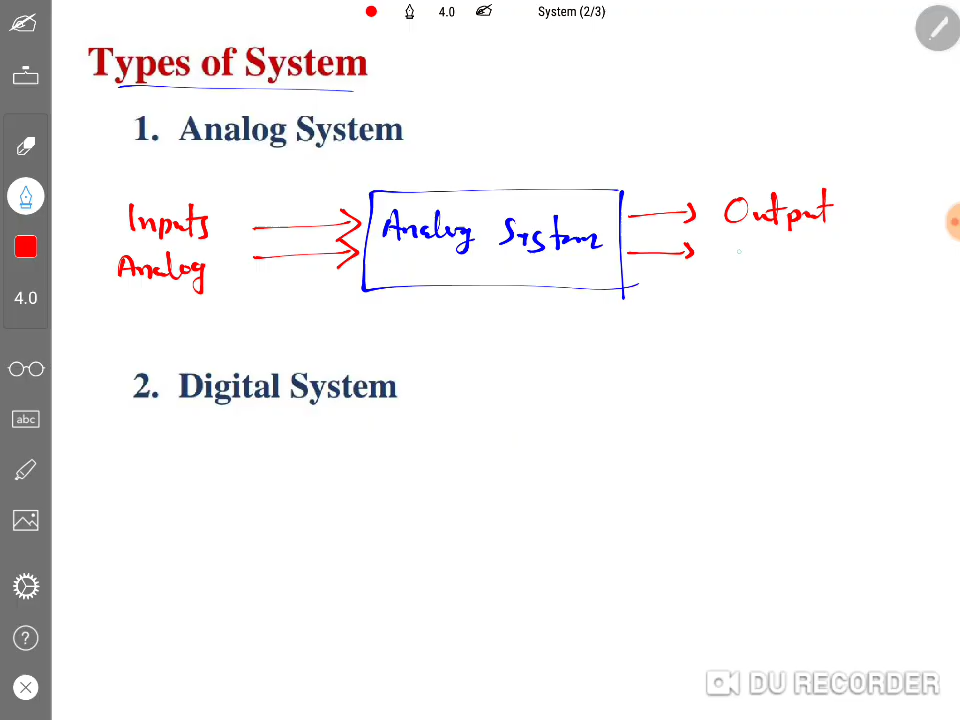 4.0 System (2/3)
Types of System
1. Analog System
Inputs
Analog
Analog System
Output
4.0
2. Digital System
abc
?
DU RECORDER